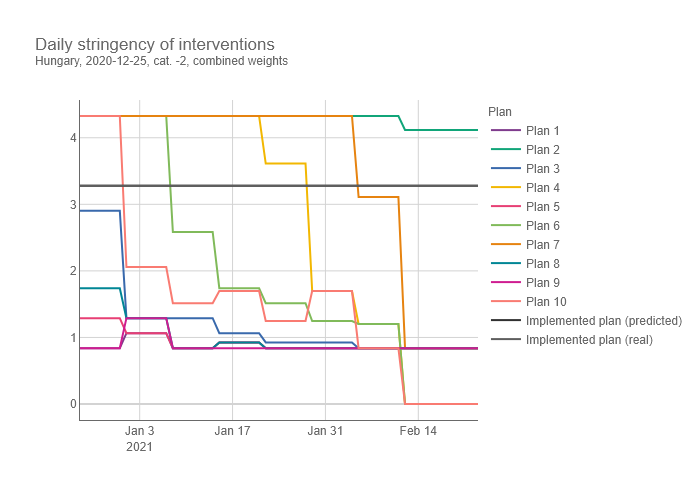 Daily stringency of interventions
Hungary, 2020-12-25, cat. -2, combined weights
Plan
Plan 1
Plan 2
Plan 3
Plan 4
Plan 5
Plan 6
Plan 7
Plan 8
Plan 9
Plan 10
Implemented plan (predicted)
Implemented plan (real)
4
3
2
1
0
Jan 3
2021
Jan 17
Jan 31
Feb 14